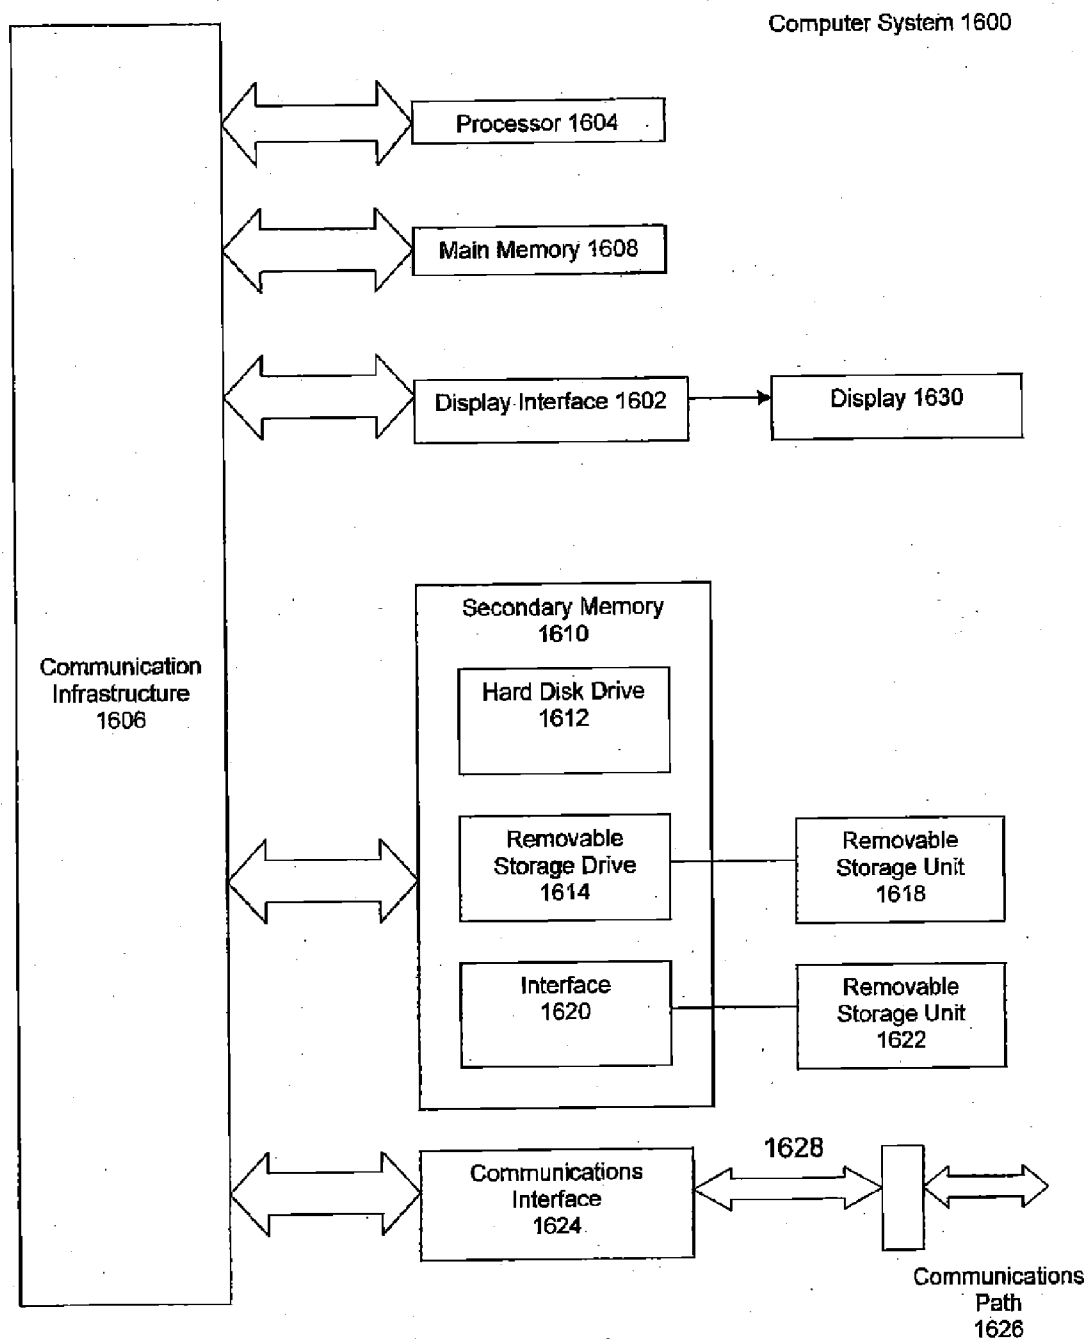 Computer System 1600
Processor 1604
Main Memory 1608
Display Interface 1602
Display 1630
Secondary Memory
1610
Hard Disk Drive
1612
Communication
Infrastructure
1606
Removable
Storage Drive
1614
Removable
Storage Unit
1618
Interface
1620
Removable
Storage Unit
1622
1628
Communications
Interface
1624
Communications
Path
1626